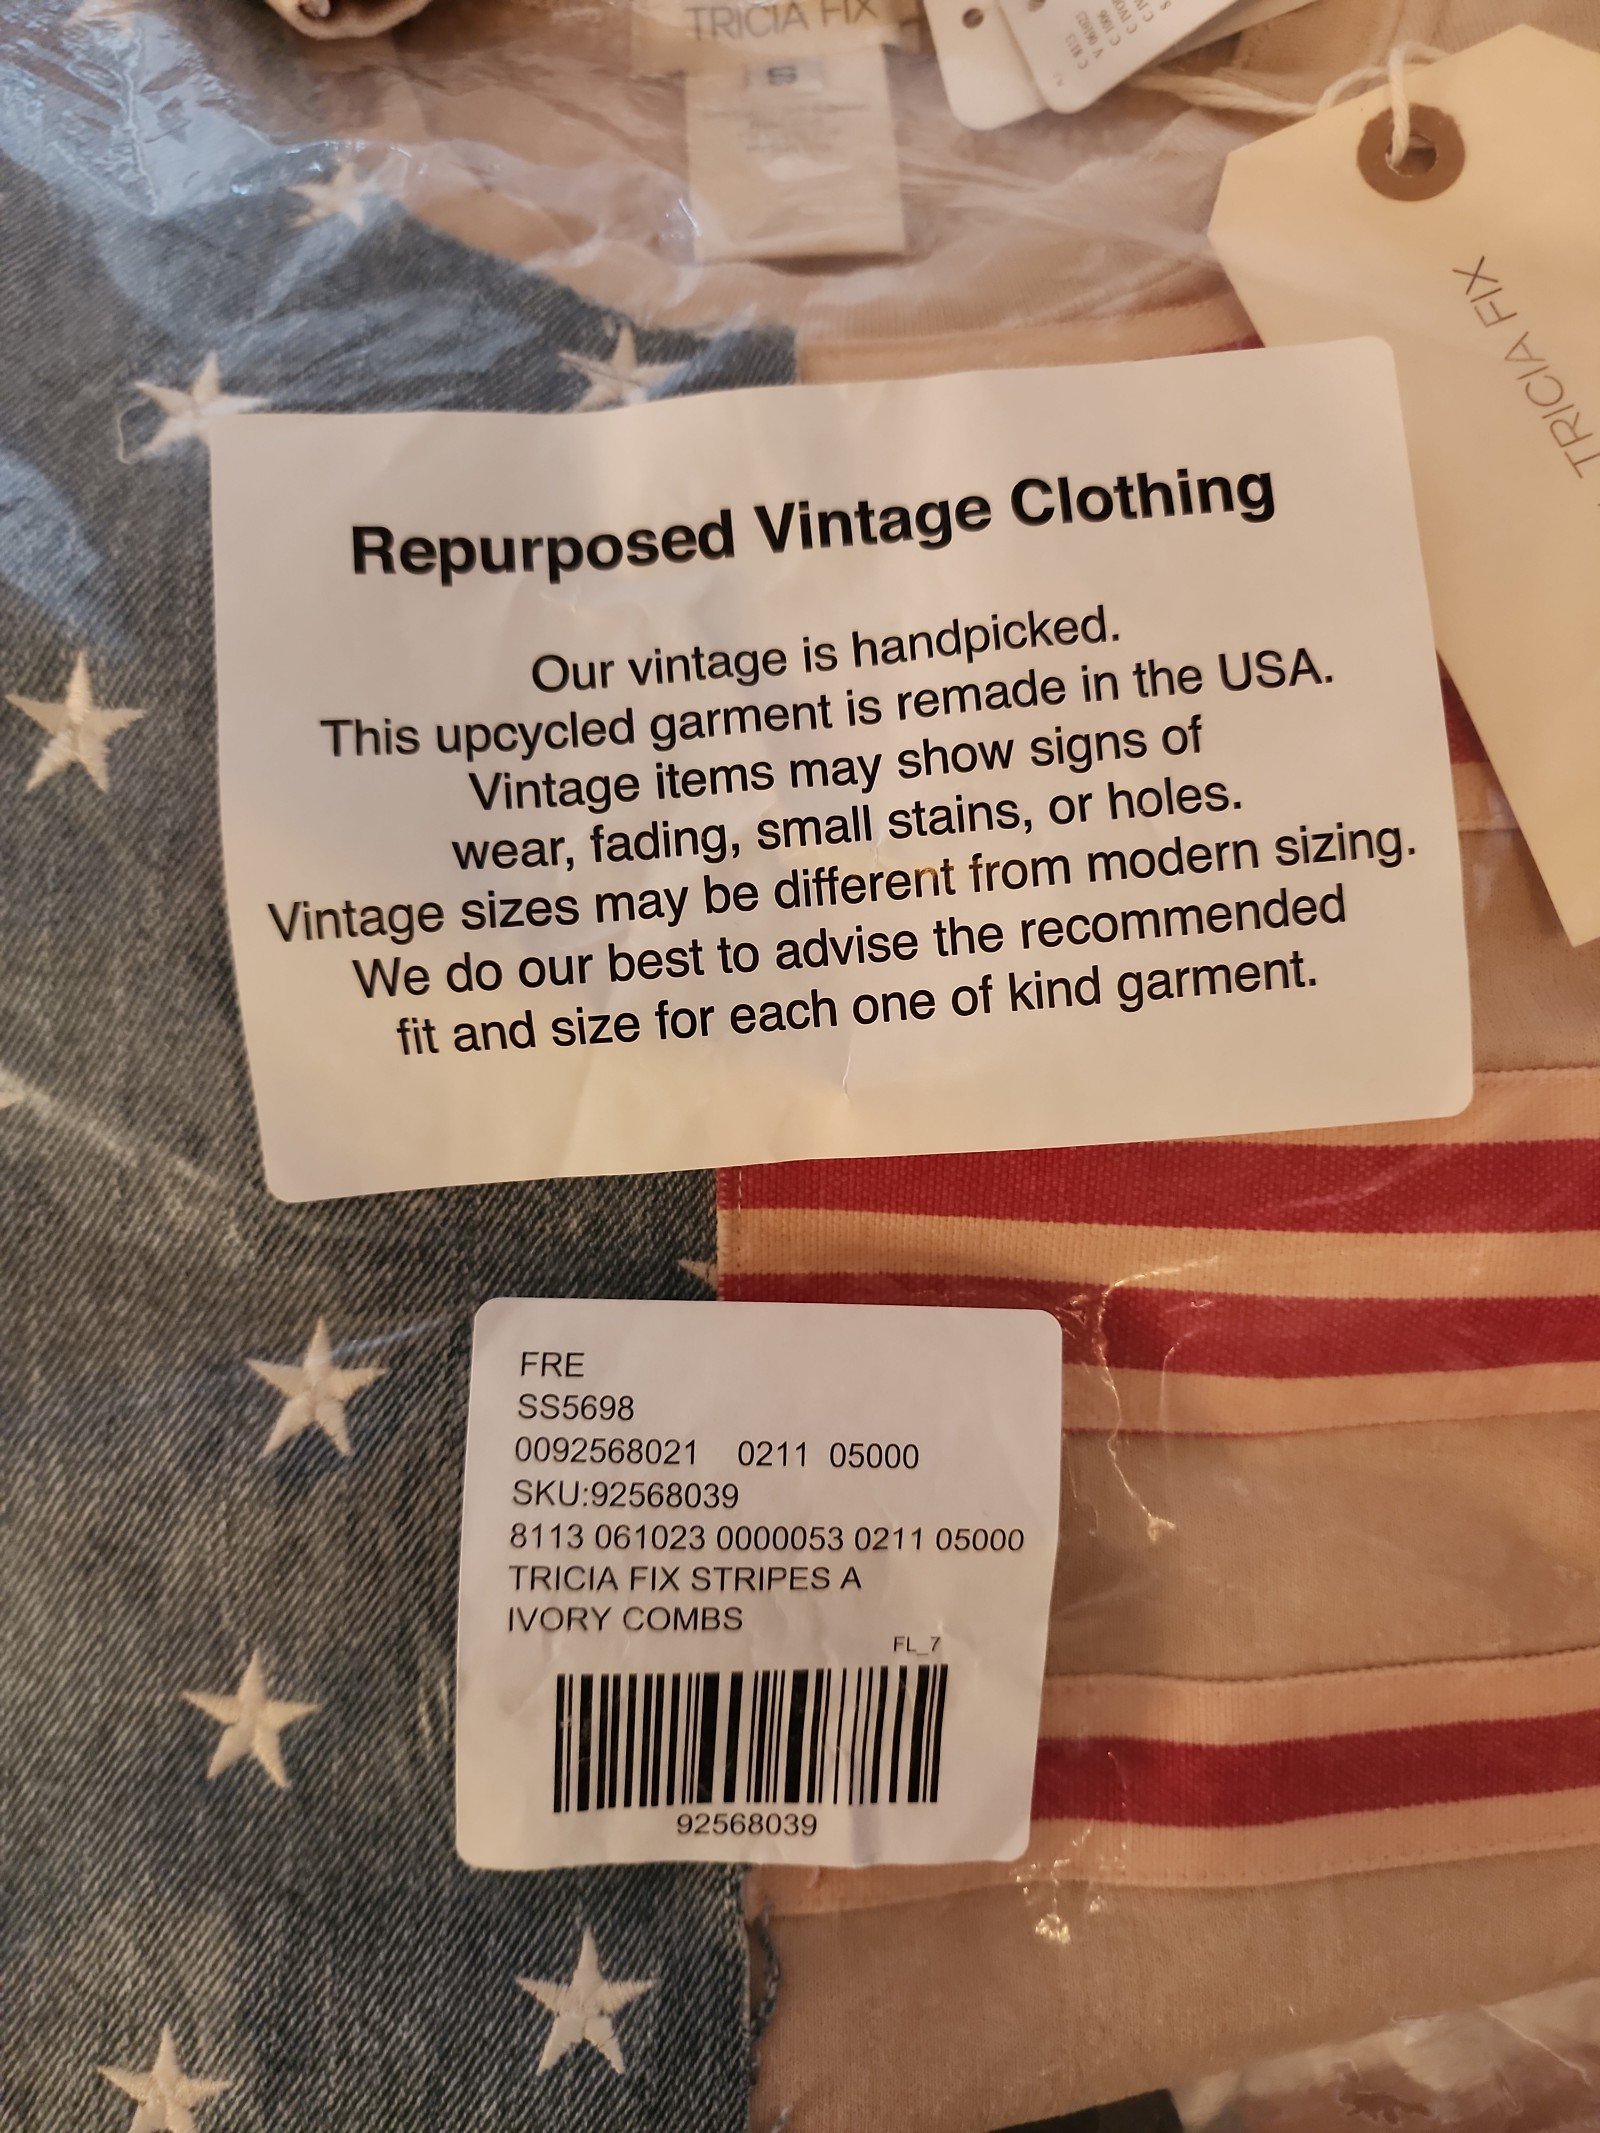 TRICIA FIX
S
TRICIA FIX
Repurposed Vintage Clothing
Our vintage is handpicked.
This upcycled garment is remade in the USA.
Vintage items may show signs of
wear, fading, small stains, or holes.
Vintage sizes may be different from modern sizing.
We do our best to advise the recommended
fit and size for each one of kind garment.
FRE
SS5698
0092568021 0211 05000
SKU:92568039
8113 061023 0000053 0211 05000
TRICIA FIX STRIPES A
IVORY COMBS
FL_7
92568039